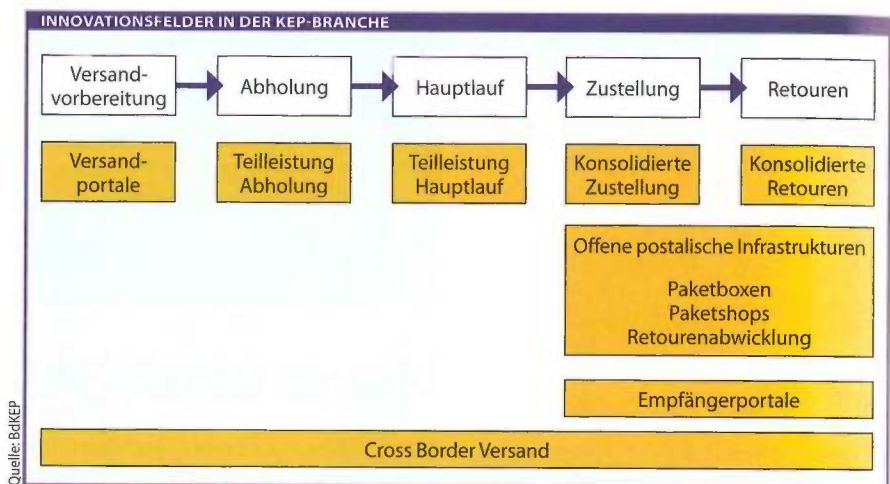 INNOVATIONSFELDER IN DER KEP-BRANCHE
Versand-
vorbereitung
Abholung
Hauptlauf
Zustellung
Retouren
Versand-
portale
Teilleistung
Abholung
Teilleistung
Hauptlauf
Konsolidierte
Zustellung
Konsolidierte
Retouren
Offene postalische Infrastrukturen
Paketboxen
Paketshops
Retourenabwicklung
Empfängerportale
Cross Border Versand
Quelle: BdKEP